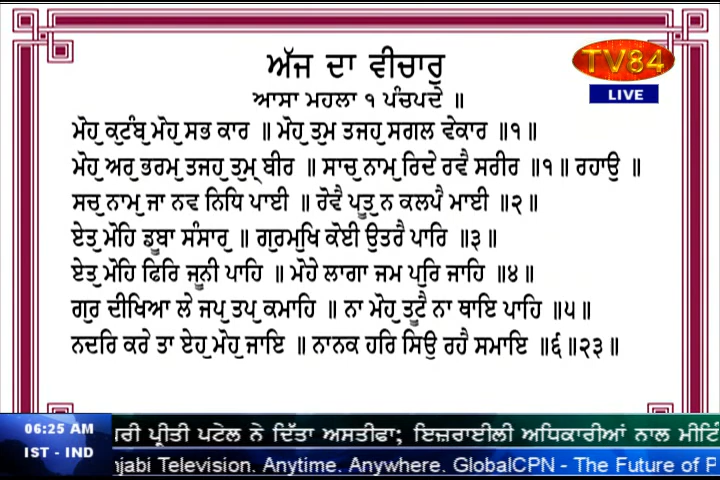 ਅੱਜ ਦਾ ਵੀਚਾਰੁ
TV84
LIVE
ਆਸਾ ਮਹਲਾ ੧ ਪੰਚਪਦੇ ॥
ਮੋਹੁ ਕੁਟੰਬੁ ਮੋਹੁ ਸਭ ਕਾਰ ॥ ਮੋਹੁ ਤੁਮ ਤਜਹੁ ਸਗਲ ਵੇਕਾਰ ॥੧॥
ਮੋਹੁ ਅਰੁ ਭਰਮੁ ਤਜਹੁ ਤੁਮ੍ਹ ਬੀਰ ॥ ਸਾਚੁ ਨਾਮੁ ਰਿਦੇ ਰਵੈ ਸਰੀਰ ॥੧॥ ਰਹਾਉ ॥
ਸਚੁ ਨਾਮੁ ਜਾ ਨਵ ਨਿਧਿ ਪਾਈ ॥ ਰੋਵੈ ਪੂਤੁ ਨ ਕਲਪੈ ਮਾਈ ॥੨॥
ਏਤੁ ਮੋਹਿ ਡੂਬਾ ਸੰਸਾਰੁ ॥ ਗੁਰਮੁਖਿ ਕੋਈ ਉਤਰੈ ਪਾਰਿ ॥੩॥
ਏਤੁ ਮੋਹਿ ਫਿਰਿ ਜੂਨੀ ਪਾਹਿ ॥ ਮੋਹੇ ਲਾਗਾ ਜਮ ਪੁਰਿ ਜਾਹਿ ॥੪॥
ਗੁਰ ਦੀਖਿਆ ਲੇ ਜਪੁ ਤਪੁ ਕਮਾਹਿ ॥ ਨਾ ਮੋਹੁ ਤੂਟੈ ਨਾ ਥਾਇ ਪਾਹਿ ॥੫॥
ਨਦਰਿ ਕਰੇ ਤਾ ਏਹੁ ਮੋਹੁ ਜਾਇ ॥ ਨਾਨਕ ਹਰਿ ਸਿਉ ਰਹੈ ਸਮਾਇ ॥੬॥੨੩॥
06:25 AM
IST - IND
ਪ੍ਰੀਤੀ ਪਟੇਲ ਨੇ ਦਿੱਤਾ ਅਸਤੀਫਾ; ਇਜ਼ਰਾਈਲੀ ਅਧਿਕਾਰੀਆਂ ਨਾਲ
Television. Anytime. Anywhere. GlobalCPN - The Future of